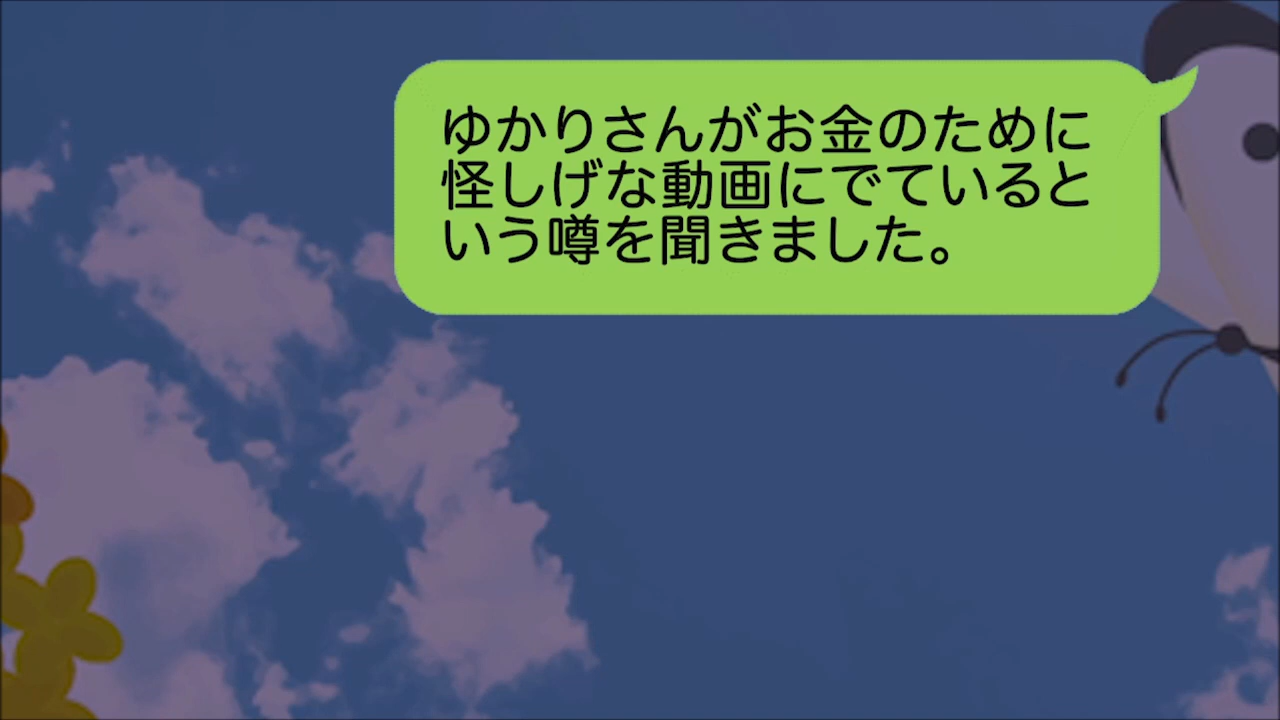 ゆかりさんがお金のために
怪しげな動画にでていると
いう噂を聞きました。